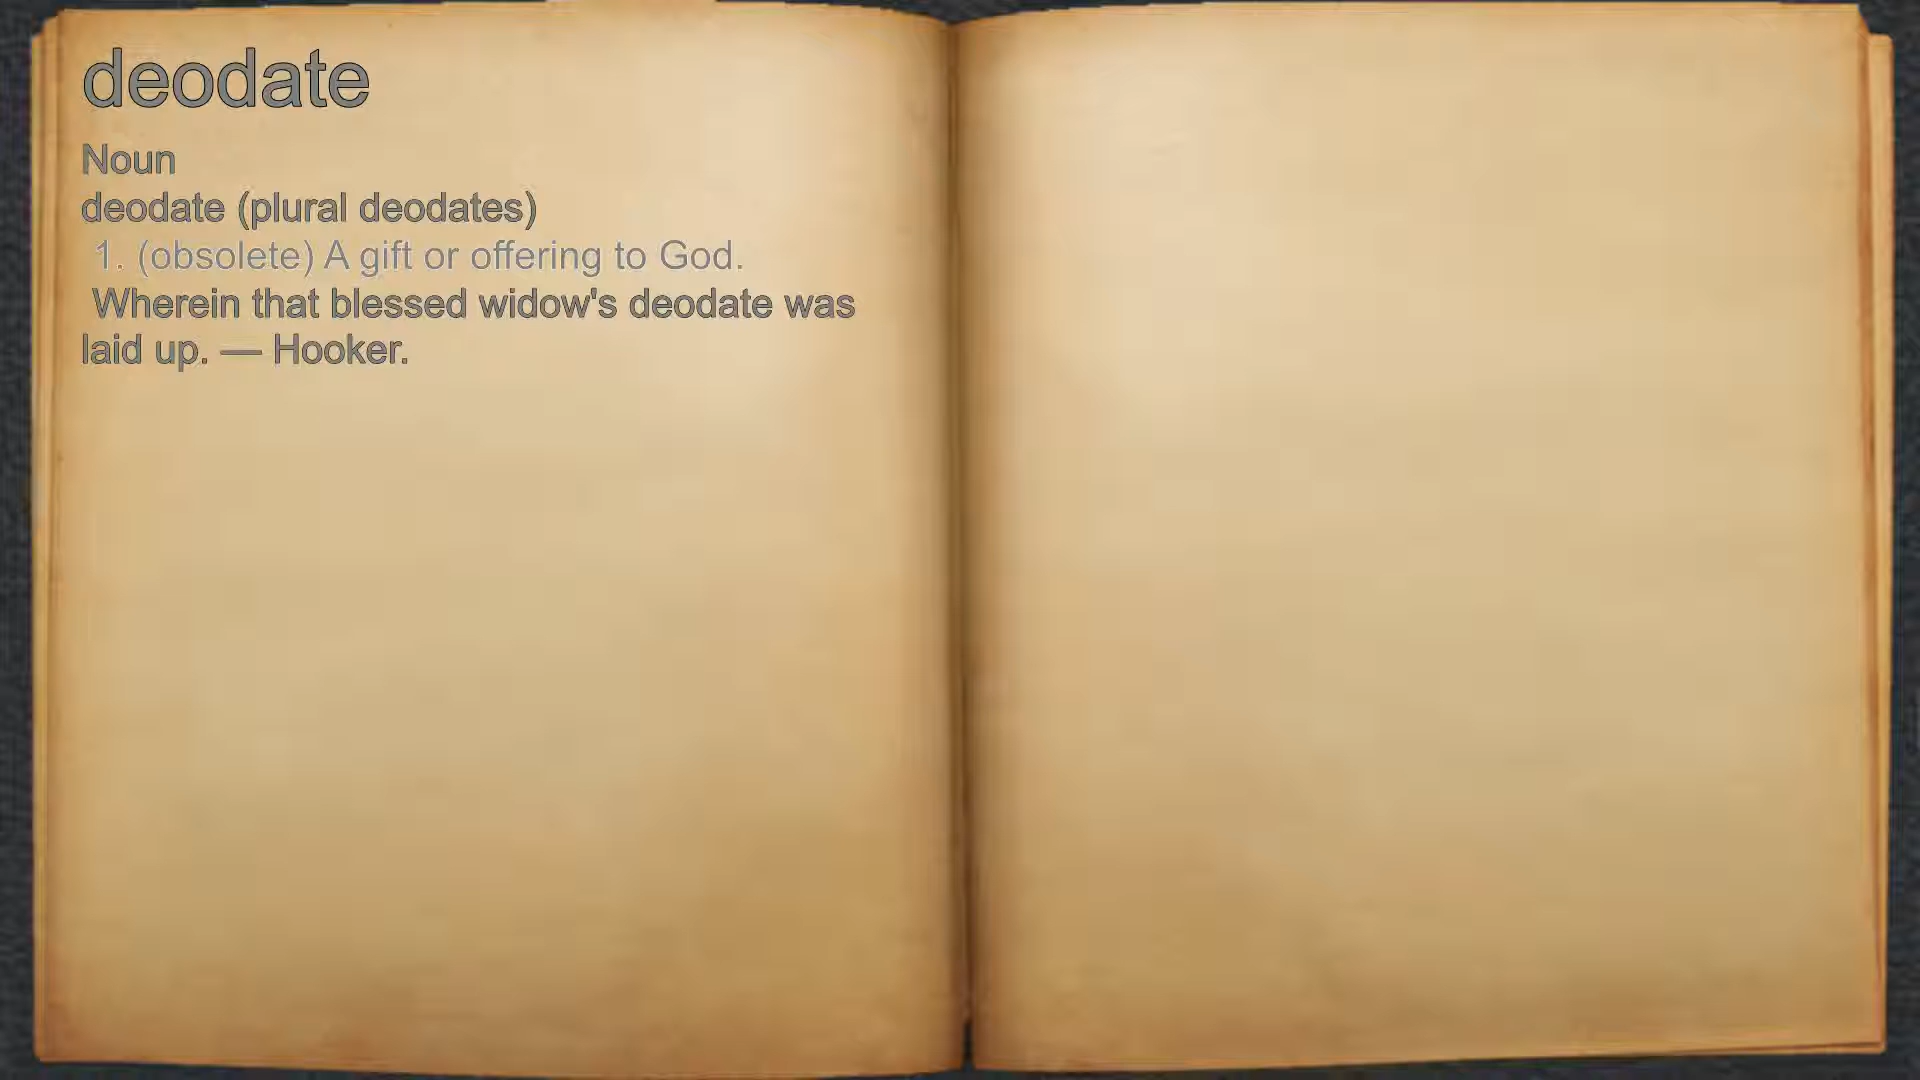 deodate
Noun
deodate (plural deodates)
1. (obsolete) A gift or offering to God.
Wherein that blessed widow's deodate was
laid up. — Hooker.